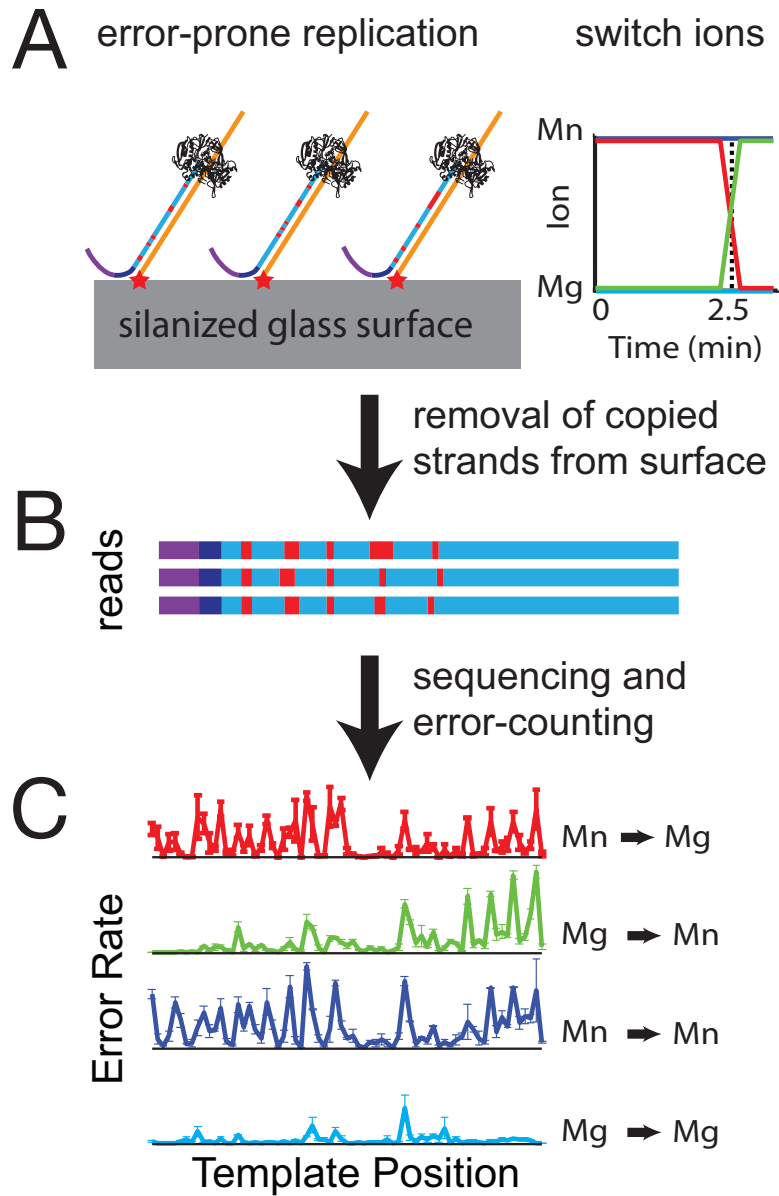 A
error-prone replication
switch ions
silanized glass surface
Mn
Ion
Mg
0
2.5
Time (min)
removal of copied
strands from surface
B
reads
sequencing and
error-counting
C
Error Rate
Mn → Mg
Mg → Mn
Mn → Mn
Mg → Mg
Template Position